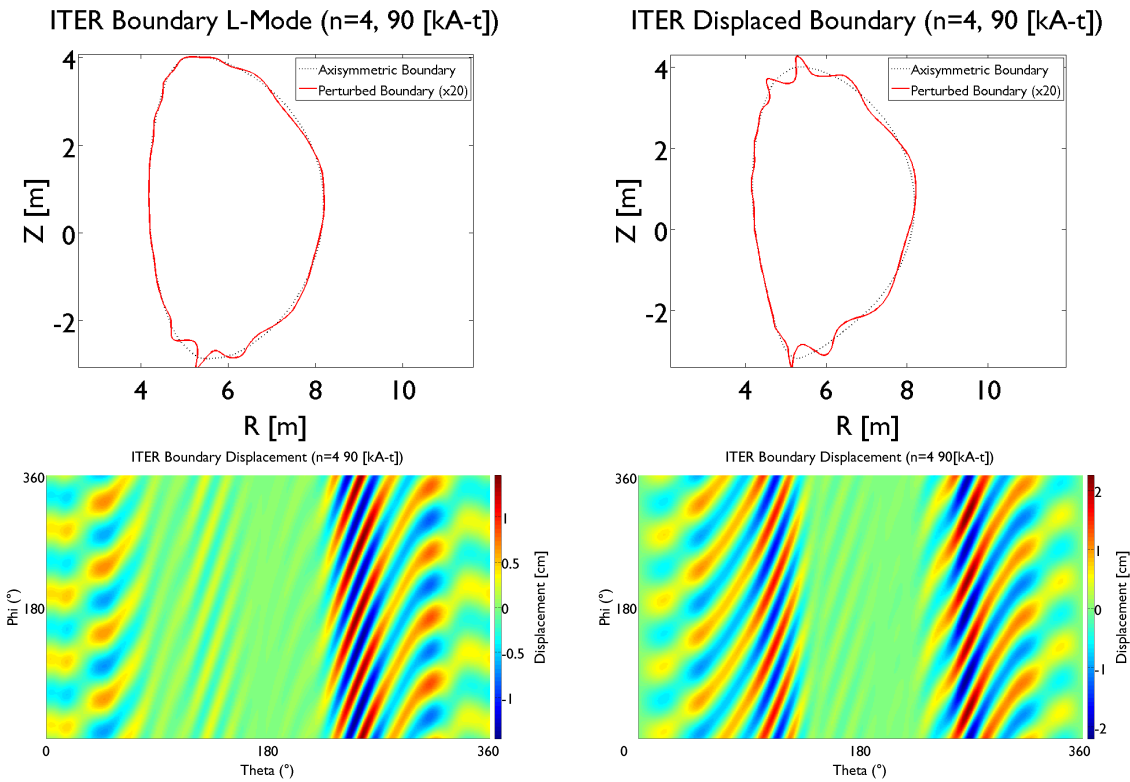 ITER Boundary L-Mode (n=4, 90 [kA-t])
4
2
0
-2
Z [m]
Axisymmetric Boundary
Perturbed Boundary (x20)
4
6
8
10
R [m]
ITER Displaced Boundary (n=4, 90 [kA-t])
4
2
0
-2
Z [m]
Axisymmetric Boundary
Perturbed Boundary (x20)
4
6
8
10
R [m]
ITER Boundary Displacement (n=4 90 [kA-t])
360
180
Phi (°)
0
180
360
Theta (°)
1
0.5
0
-0.5
-1
Displacement [cm]
ITER Boundary Displacement (n=4 90[kA-t])
360
180
Phi (°)
0
180
360
Theta (°)
2
1
0
-1
-2
Displacement [cm]